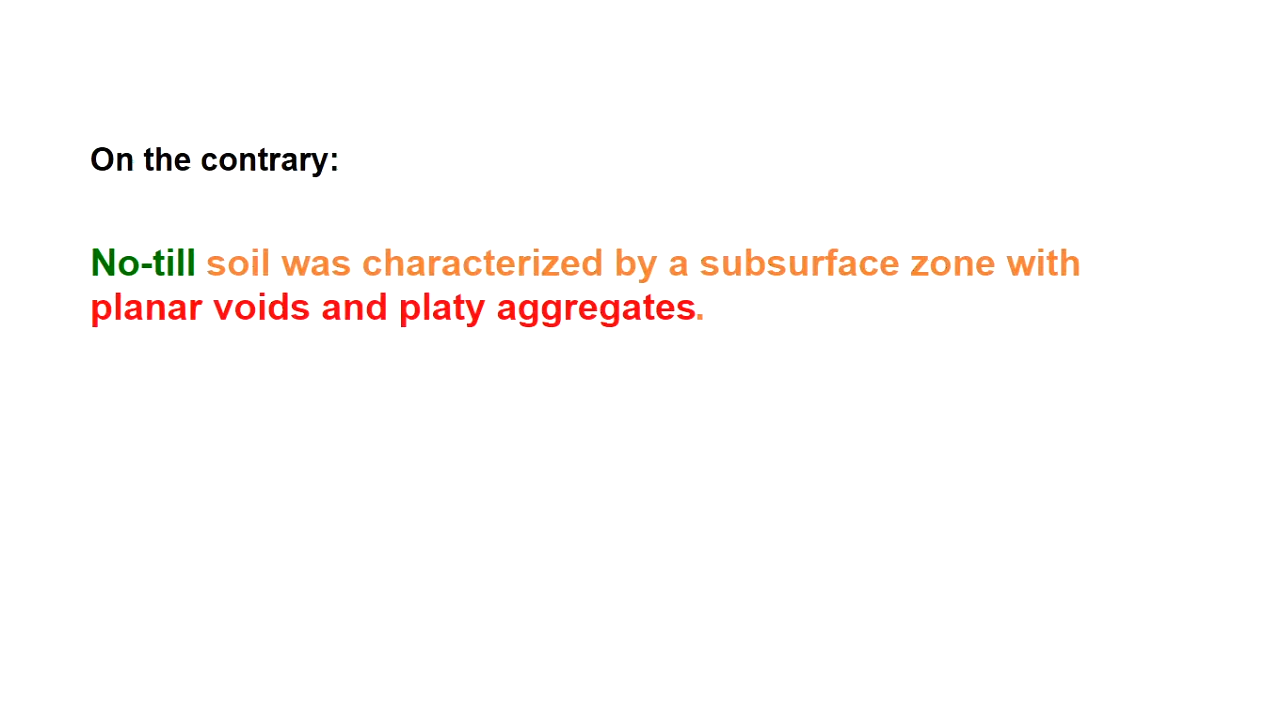 On the contrary:
No-till soil was characterized by a subsurface zone with
planar voids and platy aggregates.